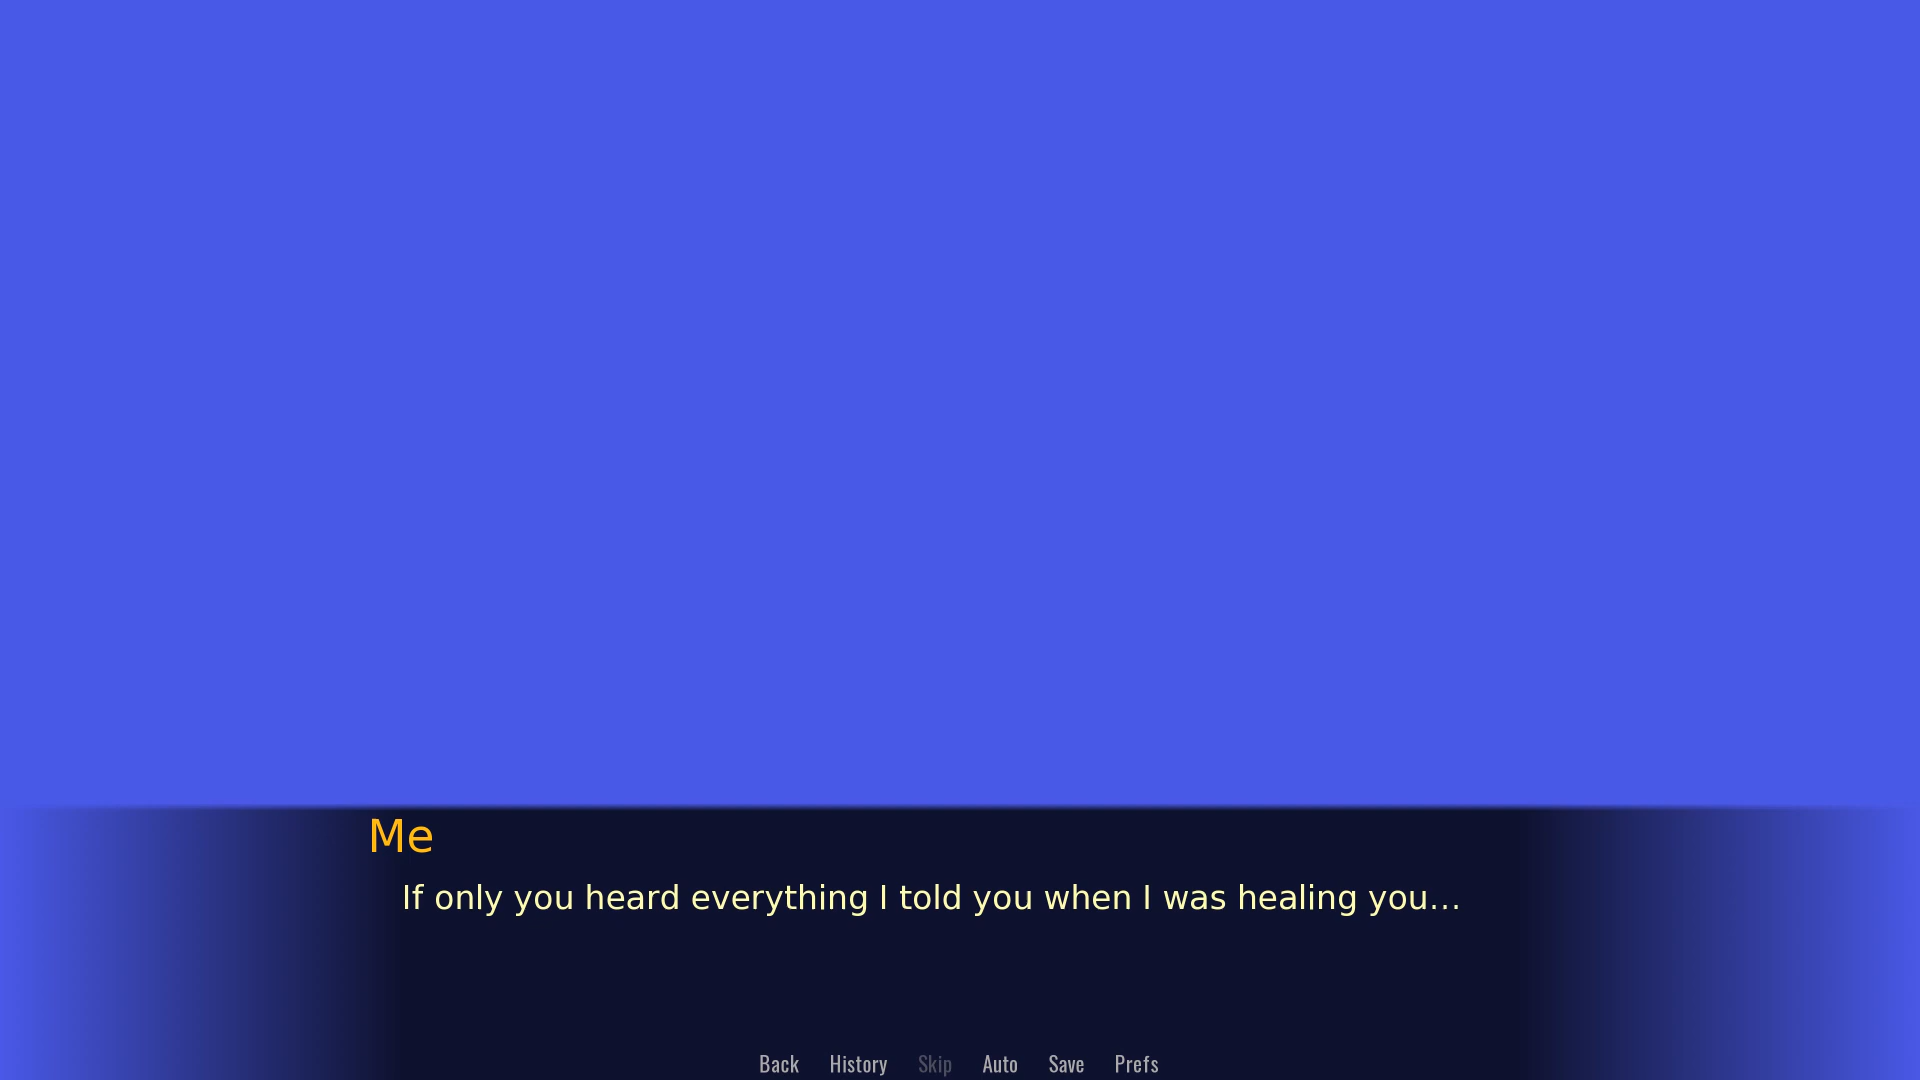 Me
If only you heard everything I told you when I was healing you...
Back History Skip Auto Save Prefs